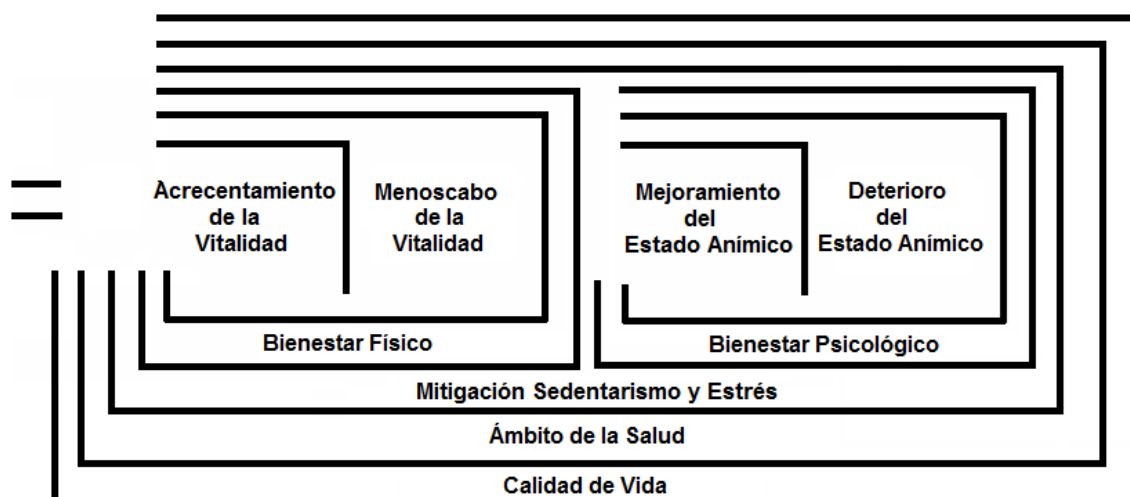 Acrecentamiento
de la
Vitalidad
Menoscabo
de la
Vitalidad
Mejoramiento
del
Estado Anímico
Deterioro
del
Estado Anímico
Bienestar Físico
Bienestar Psicológico
Mitigación Sedentarismo y Estrés
Ámbito de la Salud
Calidad de Vida